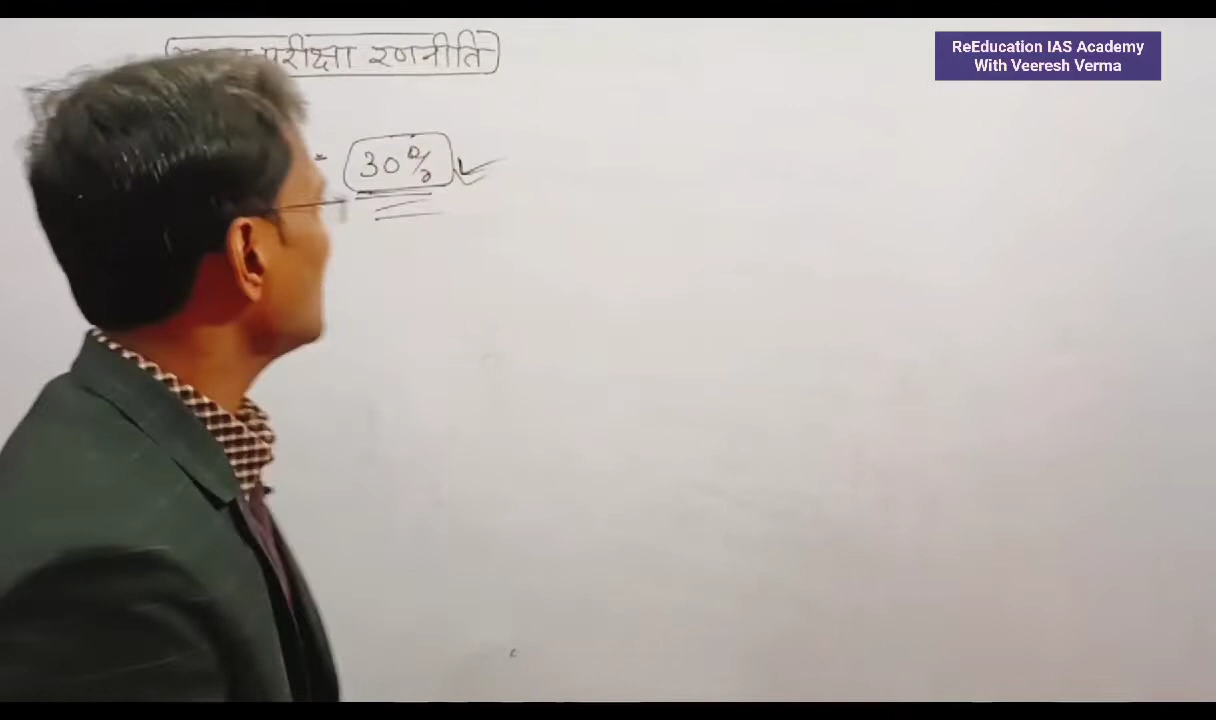 परीक्षा रणनीति
ReEducation IAS Academy
With Veeresh Verma
= 30%